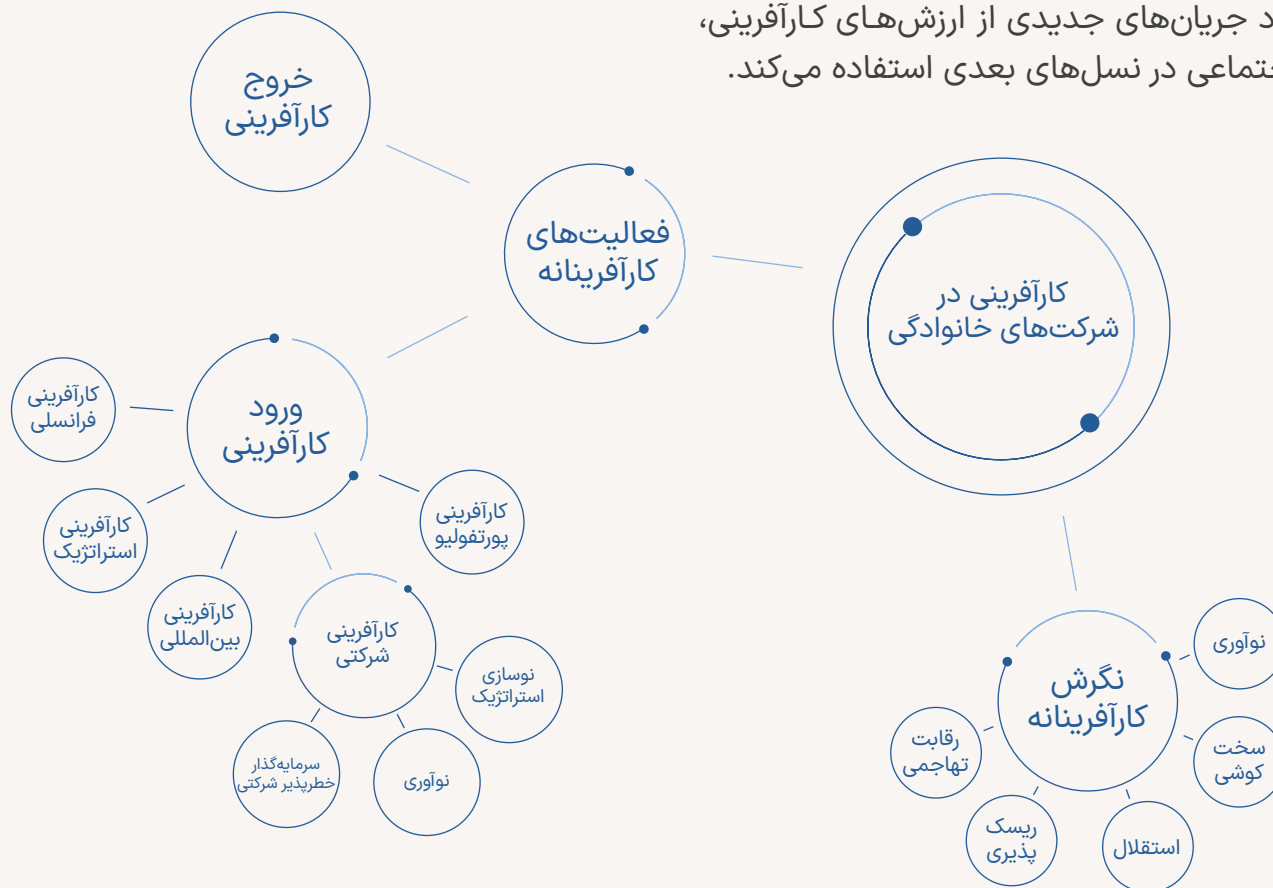 جریان‌های جدیدی از ارزش‌های کارآفرینی،
در نسل‌های بعدی استفاده می‌کند.
خروج
کارآفرینی
فعالیت‌های
کارآفرینانه
کارآفرینی در
شرکت‌های خانوادگی
ورود
کارآفرینی
کارآفرینی
فرانسلی
کارآفرینی
استراتژیک
کارآفرینی
بین‌المللی
کارآفرینی
پورتفولیو
کارآفرینی
شرکتی
نوسازی
استراتژیک
نوآوری
سرمایه‌گذار
خطرپذیر شرکتی
نگرش
کارآفرینانه
نوآوری
سخت
کوشی
استقلال
ریسک
پذیری
رقابت
تهاجمی